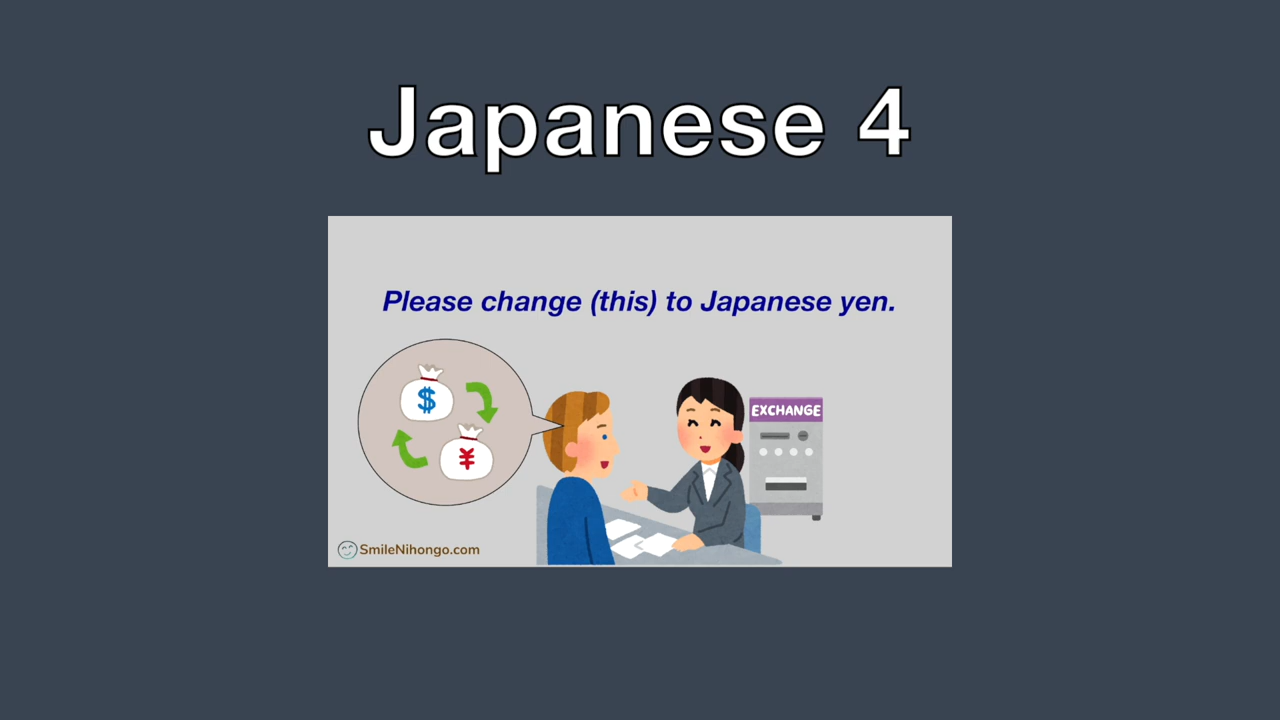 Japanese 4
Please change (this) to Japanese yen.
$
¥
EXCHANGE
SmileNihongo.com